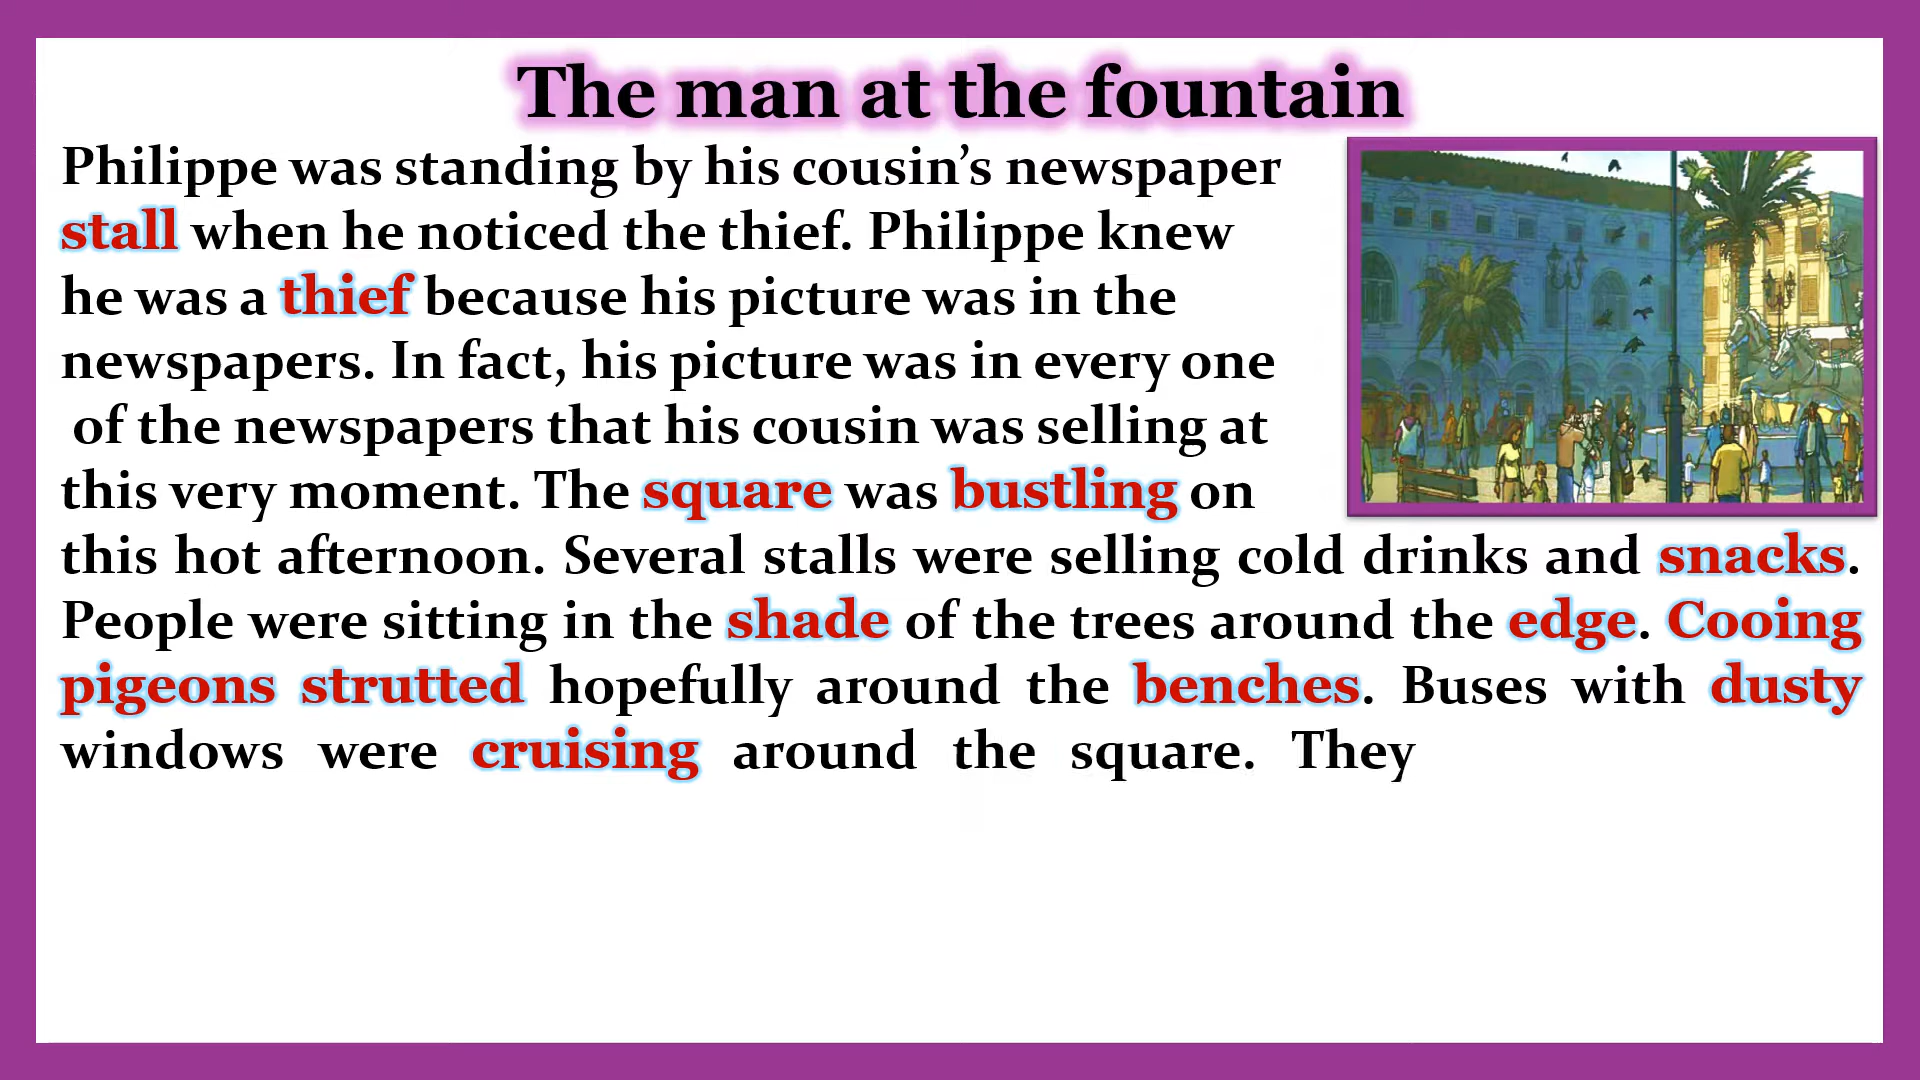 The man at the fountain
Philippe was standing by his cousin’s newspaper
stall when he noticed the thief. Philippe knew
he was a thief because his picture was in the
newspapers. In fact, his picture was in every one
of the newspapers that his cousin was selling at
this very moment. The square was bustling on
this hot afternoon. Several stalls were selling cold drinks and snacks.
People were sitting in the shade of the trees around the edge. Cooing
pigeons strutted hopefully around the benches. Buses with dusty
windows were cruising around the square. They